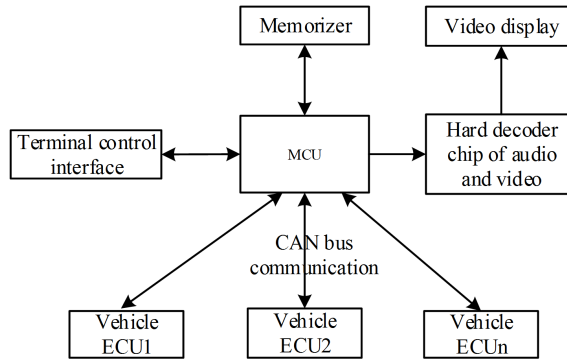 Memorizer
Video display
Terminal control
interface
MCU
Hard decoder
chip of audio
and video
CAN bus
communication
Vehicle
ECU1
Vehicle
ECU2
Vehicle
ECUn